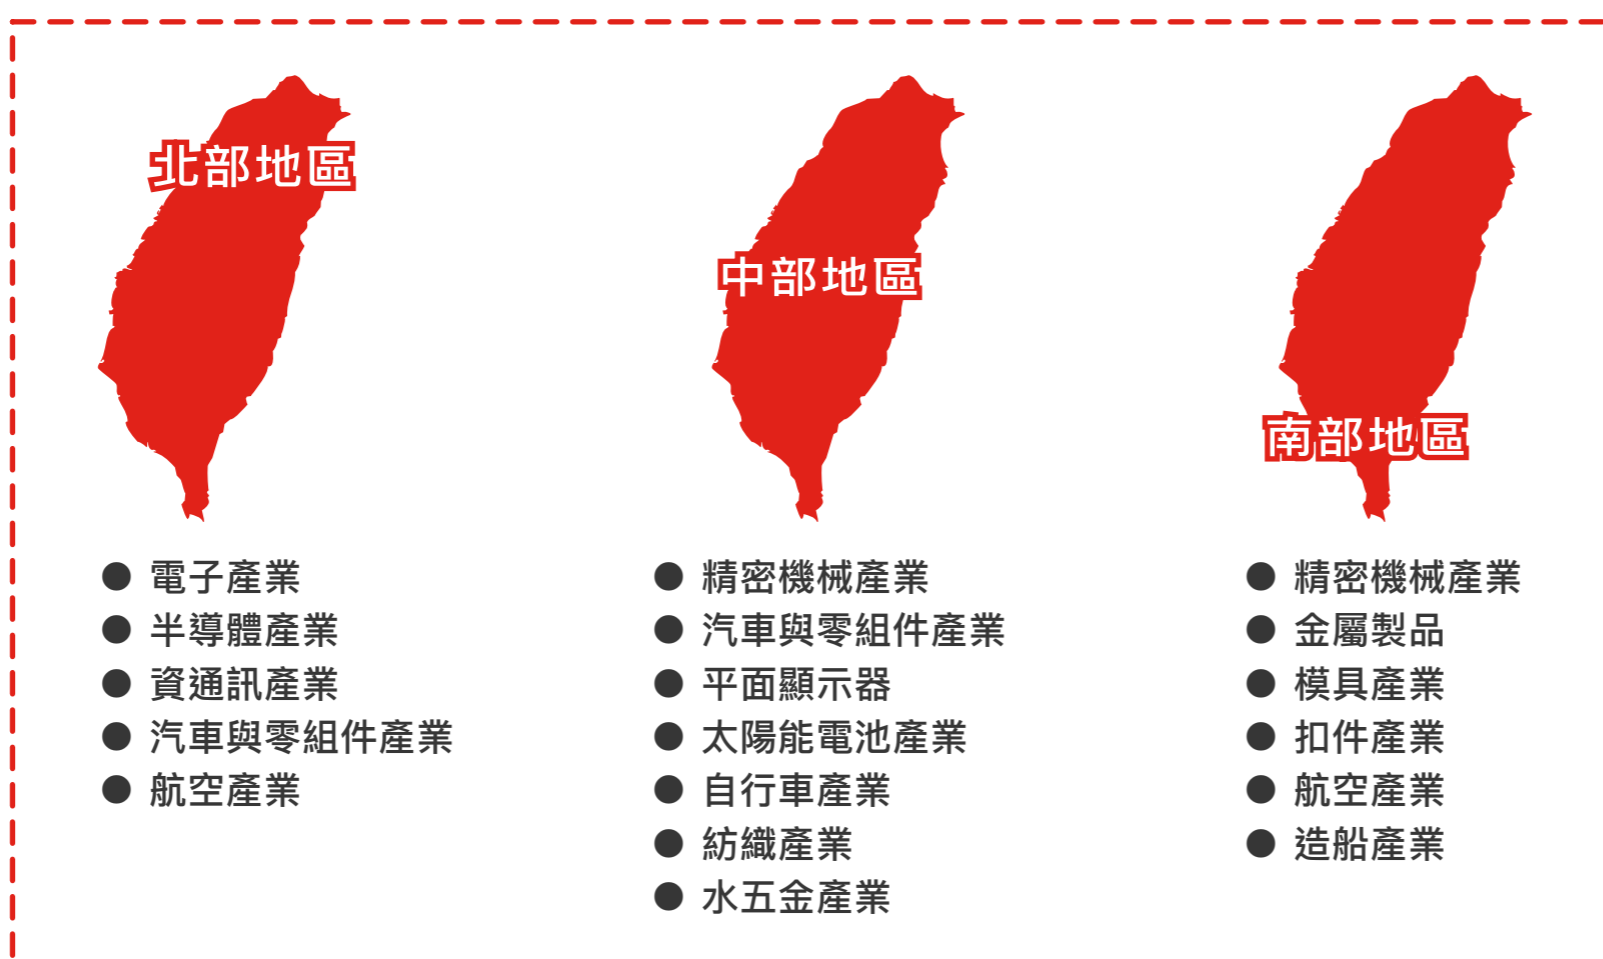 北部地區
電子產業
半導體產業
資通訊產業
汽車與零組件產業
航空產業
中部地區
精密機械產業
汽車與零組件產業
平面顯示器
太陽能電池產業
自行車產業
紡織產業
水五金產業
南部地區
精密機械產業
金屬製品
模具產業
扣件產業
航空產業
造船產業